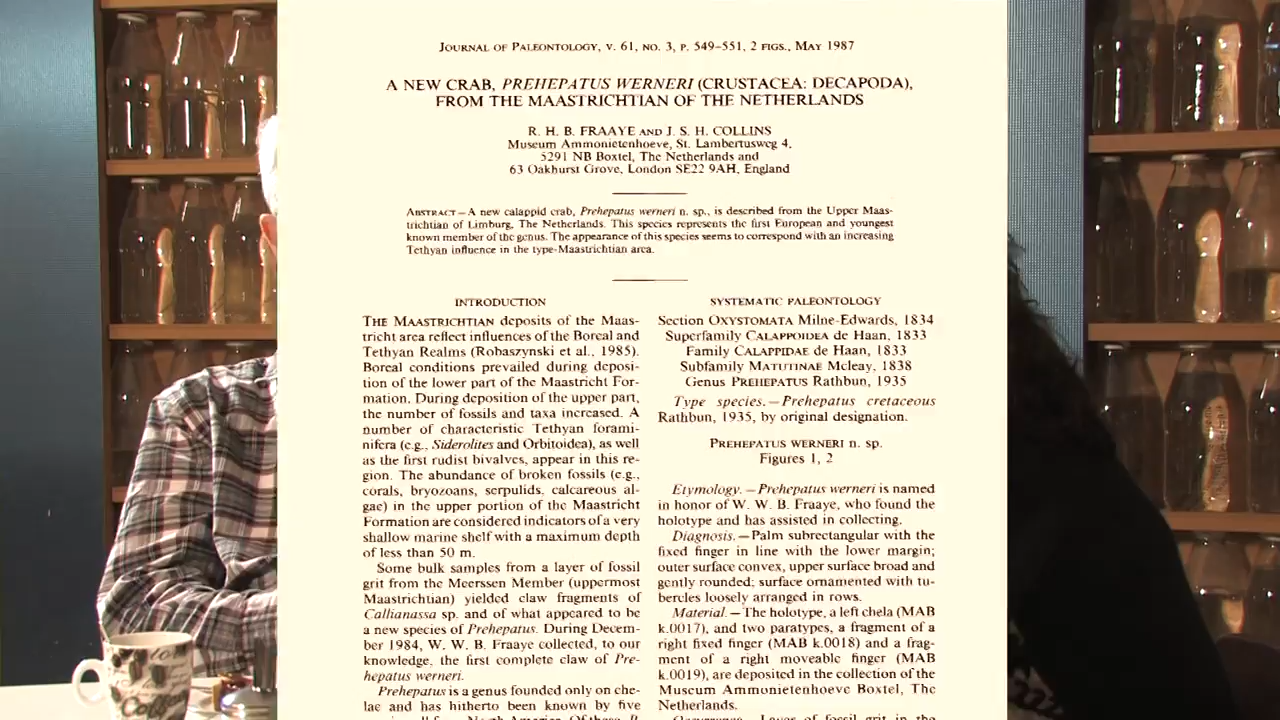 JOURNAL OF PALEONTOLOGY, V. 61, NO. 3, P. 549–551, 2 FIGS., MAY 1987
A NEW CRAB, PREHEPATUS WERNERI (CRUSTACEA: DECAPODA),
FROM THE MAASTRICHTIAN OF THE NETHERLANDS
R. H. B. FRAAYE AND J. S. H. COLLINS
Museum Ammonietenhoeve, St. Lambertusweg 4,
5291 NB Boxtel, The Netherlands and
63 Oakhurst Grove, London SE22 9AH, England
ABSTRACT—A new calappid crab, Prehepatus werneri n. sp., is described from the Upper Maas-
trichtian of Limburg, The Netherlands. This species represents the first European and youngest
known member of the genus. The appearance of this species seems to correspond with an increasing
Tethyan influence in the type-Maastrichtian area.
INTRODUCTION
THE MAASTRICHTIAN deposits of the Maas-
tricht area reflect influences of the Boreal and
Tethyan Realms (Robaszynski et al., 1985).
Boreal conditions prevailed during deposi-
tion of the lower part of the Maastricht For-
mation. During deposition of the upper part,
the number of fossils and taxa increased. A
number of characteristic Tethyan forami-
nifera (e.g., Siderolites and Orbitoidea), as well
as the first rudist bivalves, appear in this re-
gion. The abundance of broken fossils (e.g.,
corals, bryozoans, serpulids, calcareous al-
gae) in the upper portion of the Maastricht
Formation are considered indicators of a very
shallow marine shelf with a maximum depth
of less than 50 m.
Some bulk samples from a layer of fossil
grit from the Meerssen Member (uppermost
Maastrichtian) yielded claw fragments of
Callianassa sp. and of what appeared to be
a new species of Prehepatus. During Decem-
ber 1984, W. W. B. Fraaye collected, to our
knowledge, the first complete claw of Pre-
hepatus werneri.
Prehepatus is a genus founded only on che-
lae and has hitherto been known by five
SYSTEMATIC PALEONTOLOGY
Section OXYSTOMATA Milne-Edwards, 1834
Superfamily CALAPPOIDEA de Haan, 1833
Family CALAPPIDAE de Haan, 1833
Subfamily MATUTINAE Mcleay, 1838
Genus PREHEPATUS Rathbun, 1935
Type species.—Prehepatus cretaceous
Rathbun, 1935, by original designation.
PREHEPATUS WERNERI n. sp.
Figures 1, 2
Etymology.—Prehepatus werneri is named
in honor of W. W. B. Fraaye, who found the
holotype and has assisted in collecting.
Diagnosis.—Palm subrectangular with the
fixed finger in line with the lower margin;
outer surface convex, upper surface broad and
gently rounded; surface ornamented with tu-
bercles loosely arranged in rows.
Material.—The holotype, a left chela (MAB
k.0017), and two paratypes, a fragment of a
right fixed finger (MAB k.0018) and a frag-
ment of a right moveable finger (MAB
k.0019), are deposited in the collection of the
Museum Ammonietenhoeve Boxtel, The
Netherlands.